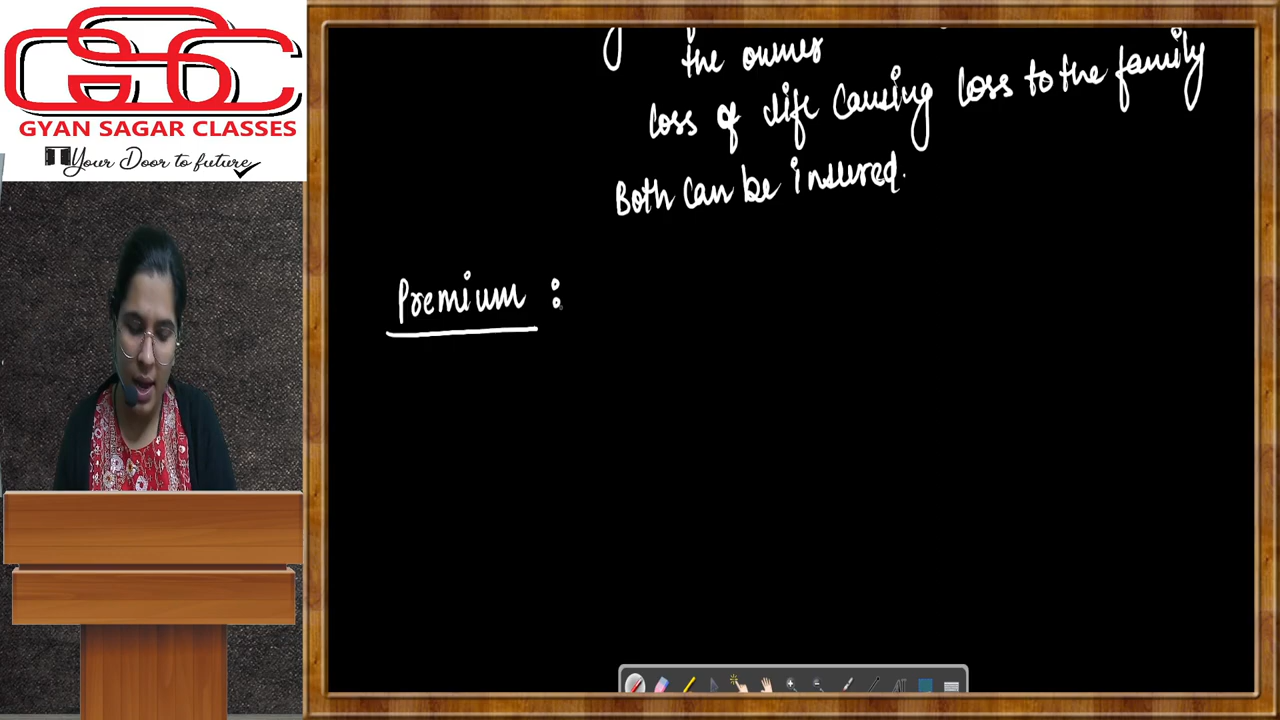 GSC
GYAN SAGAR CLASSES
Your Door to future
the owner
loss of life causing loss to the family
Both can be insured.
Premium :